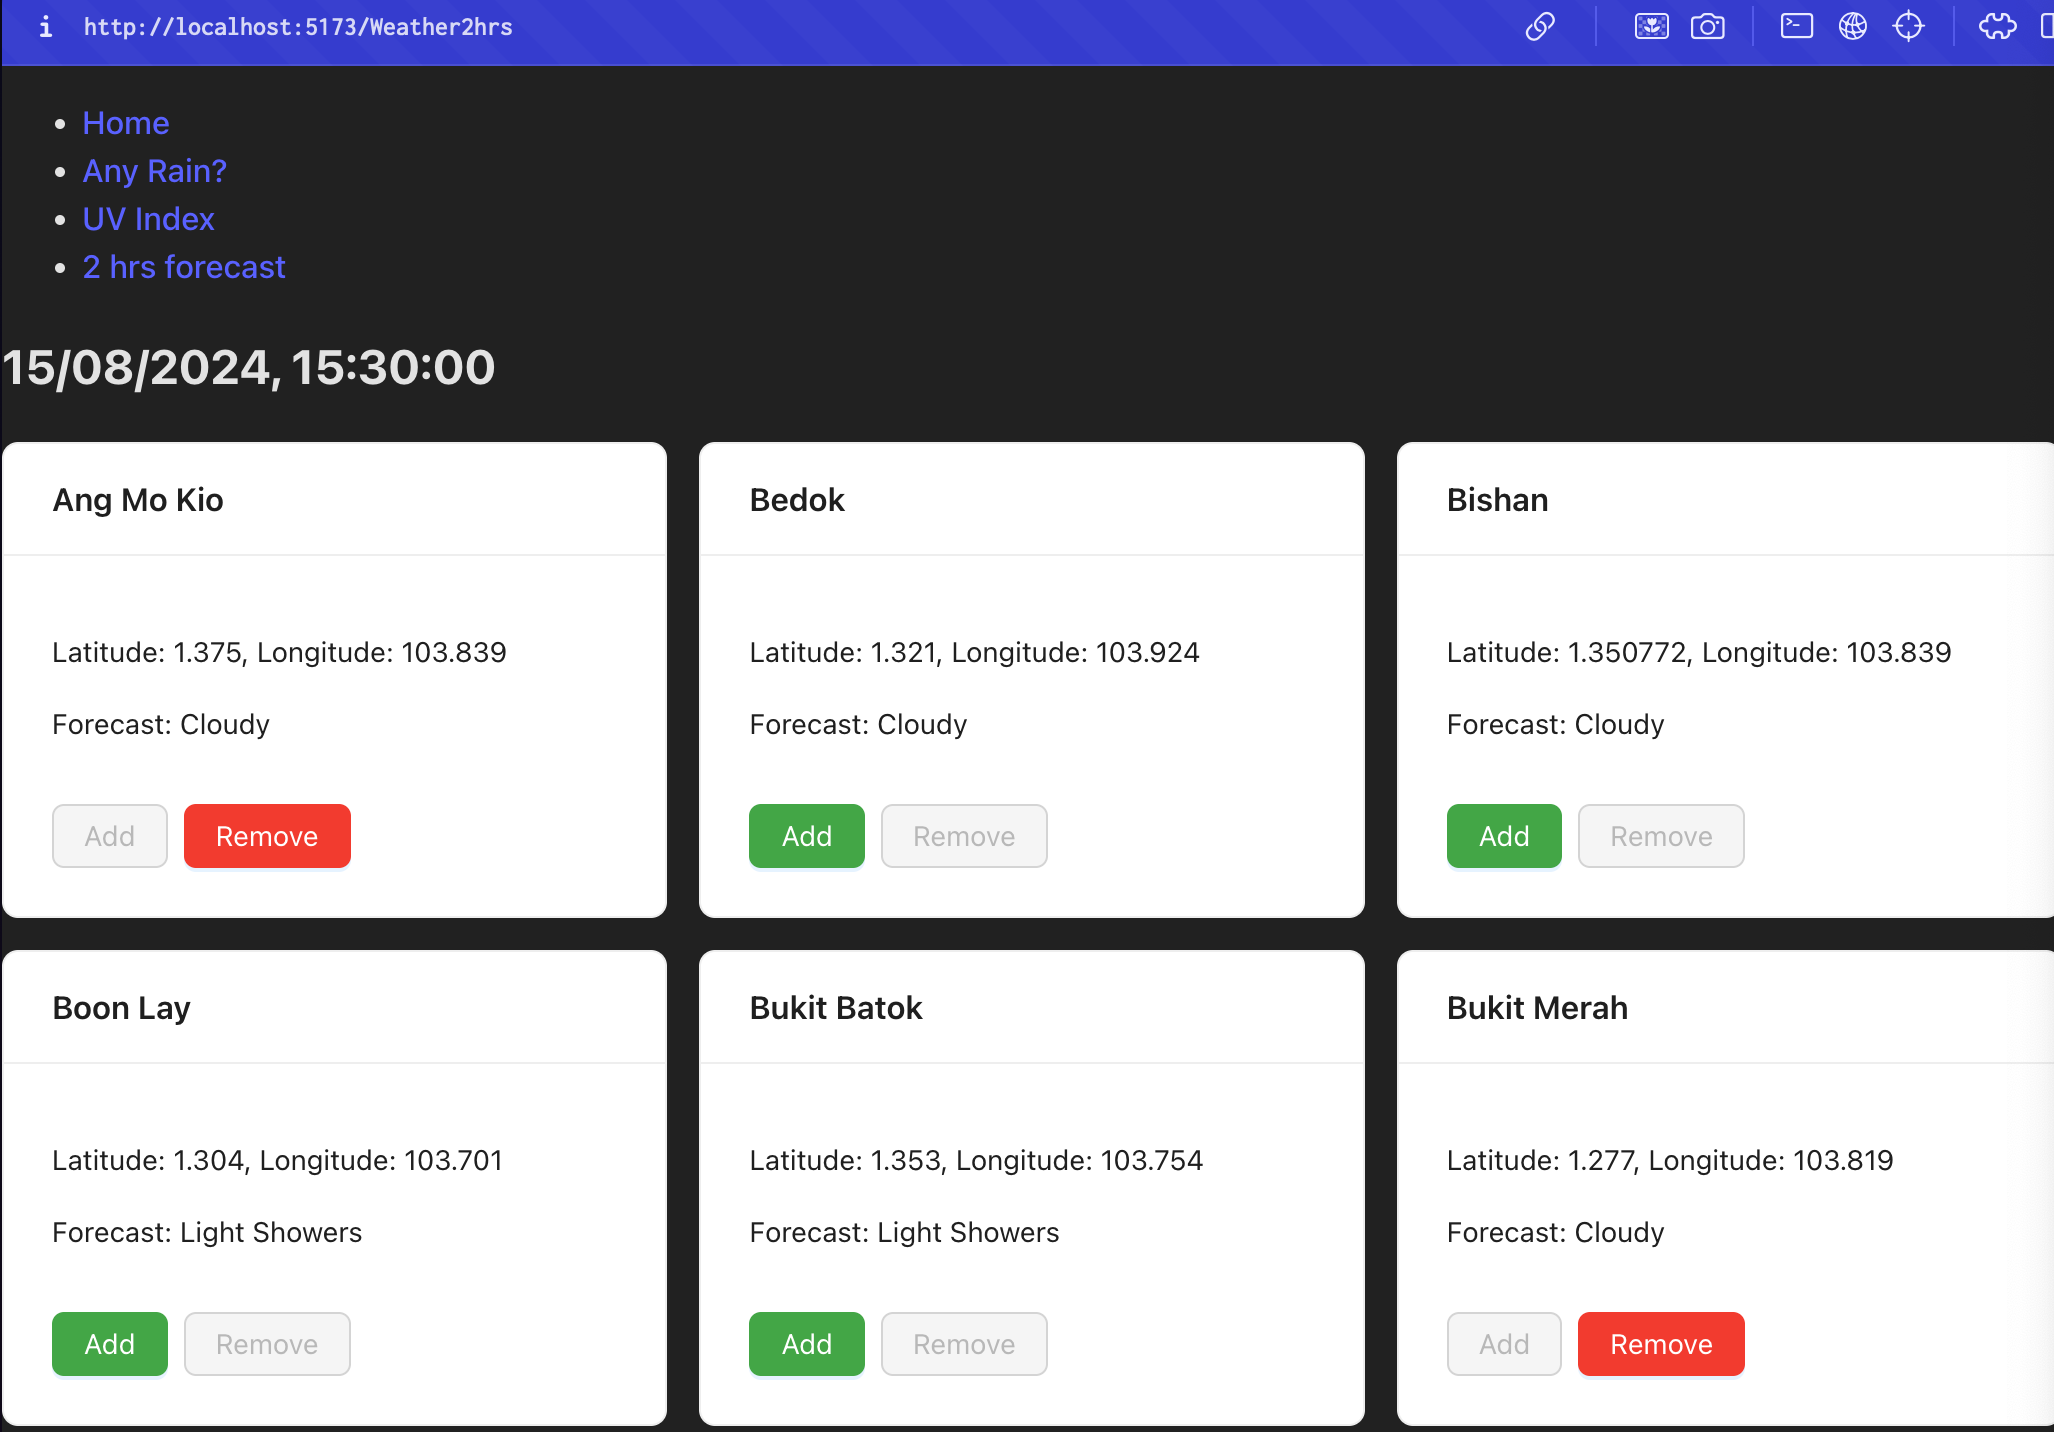 http://localhost:5173/Weather2hrs
Home
Any Rain?
UV Index
2 hrs forecast
15/08/2024, 15:30:00
Ang Mo Kio
Latitude: 1.375, Longitude: 103.839
Forecast: Cloudy
Add Remove
Bedok
Latitude: 1.321, Longitude: 103.924
Forecast: Cloudy
Add Remove
Bishan
Latitude: 1.350772, Longitude: 103.839
Forecast: Cloudy
Add Remove
Boon Lay
Latitude: 1.304, Longitude: 103.701
Forecast: Light Showers
Add Remove
Bukit Batok
Latitude: 1.353, Longitude: 103.754
Forecast: Light Showers
Add Remove
Bukit Merah
Latitude: 1.277, Longitude: 103.819
Forecast: Cloudy
Add Remove